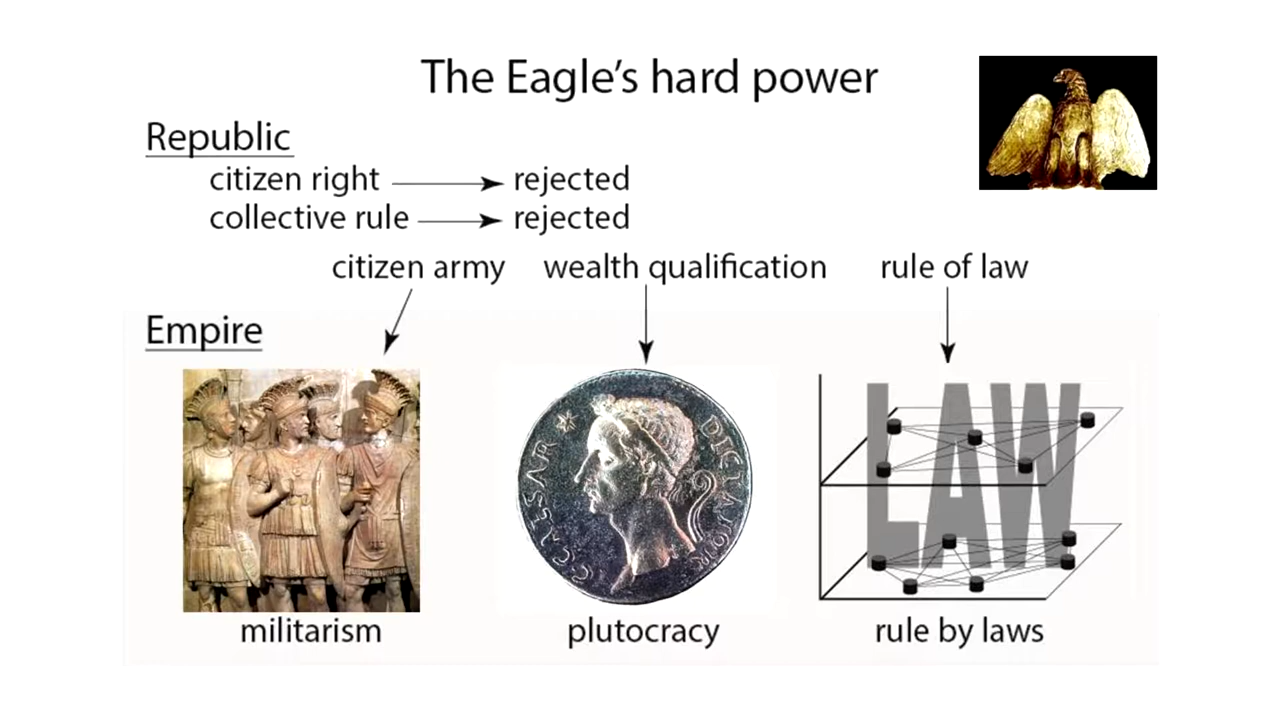 The Eagle's hard power
Republic
citizen right rejected
collective rule rejected
citizen army wealth qualification rule of law
Empire
C CAESAR DICTATOR
LAW
militarism plutocracy rule by laws